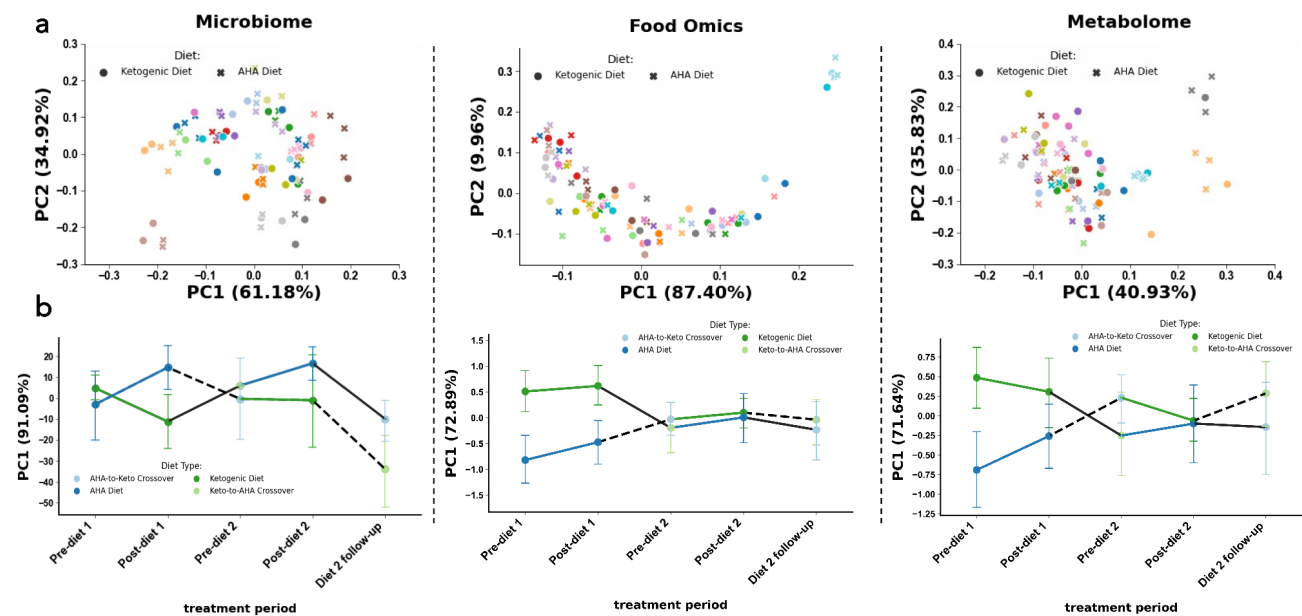 a
Microbiome
Food Omics
Metabolome
Diet:
Ketogenic Diet
AHA Diet
PC2 (34.92%)
0.3
0.2
0.1
0.0
−0.1
−0.2
−0.3
−0.3
−0.2
−0.1
0.0
0.1
0.2
0.3
PC1 (61.18%)
Diet:
Ketogenic Diet
AHA Diet
PC2 (9.96%)
0.3
0.2
0.1
0.0
−0.1
−0.1
0.0
0.1
0.2
PC1 (87.40%)
Diet:
Ketogenic Diet
AHA Diet
PC2 (35.83%)
0.4
0.3
0.2
0.1
0.0
−0.1
−0.2
−0.3
−0.2
−0.1
0.0
0.1
0.2
0.3
0.4
PC1 (40.93%)
b
PC1 (91.09%)
20
10
0
−10
−20
−30
−40
−50
Diet Type:
AHA-to-Keto Crossover
Ketogenic Diet
AHA Diet
Keto-to-AHA Crossover
Pre-diet 1
Post-diet 1
Pre-diet 2
Post-diet 2
Diet 2 follow-up
treatment period
PC1 (72.89%)
1.5
1.0
0.5
0.0
−0.5
−1.0
−1.5
Diet Type:
AHA-to-Keto Crossover
Ketogenic Diet
AHA Diet
Keto-to-AHA Crossover
Pre-diet 1
Post-diet 1
Pre-diet 2
Post-diet 2
Diet 2 follow-up
treatment period
PC1 (71.64%)
0.75
0.50
0.25
0.00
−0.25
−0.50
−0.75
−1.00
−1.25
Diet Type:
AHA-to-Keto Crossover
Ketogenic Diet
AHA Diet
Keto-to-AHA Crossover
Pre-diet 1
Post-diet 1
Pre-diet 2
Post-diet 2
Diet 2 follow-up
treatment period